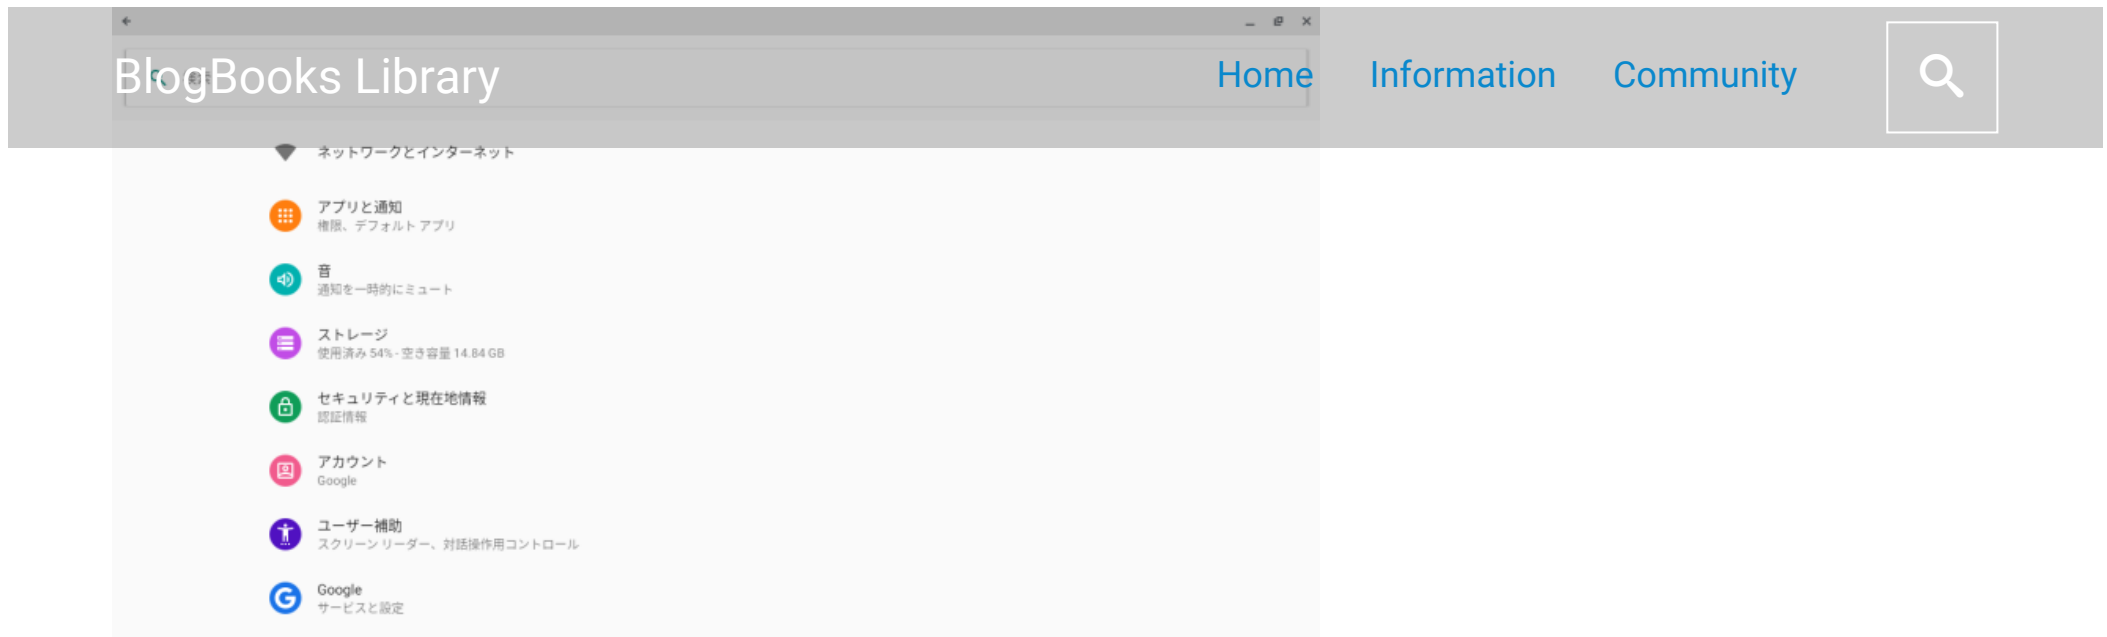 BlogBooks Library
Home
Information
Community
ネットワークとインターネット
アプリと通知
権限、デフォルト アプリ
音
通知を一時的にミュート
ストレージ
使用済み 54% - 空き容量 14.84 GB
セキュリティと現在地情報
認証情報
アカウント
Google
ユーザー補助
スクリーン リーダー、対話操作用コントロール
Google
サービスと設定